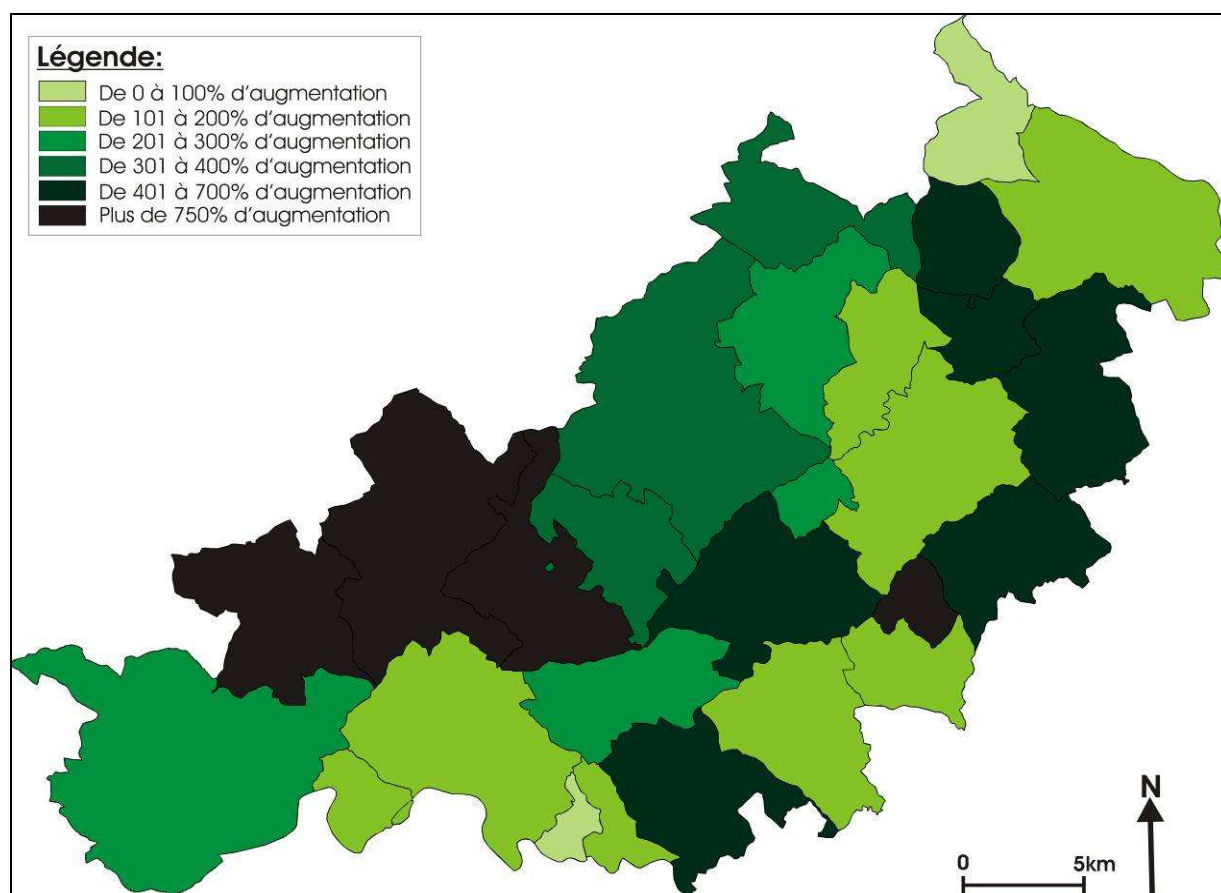 Légende:
De 0 à 100% d'augmentation
De 101 à 200% d'augmentation
De 201 à 300% d'augmentation
De 301 à 400% d'augmentation
De 401 à 700% d'augmentation
Plus de 750% d'augmentation
N
0 5km